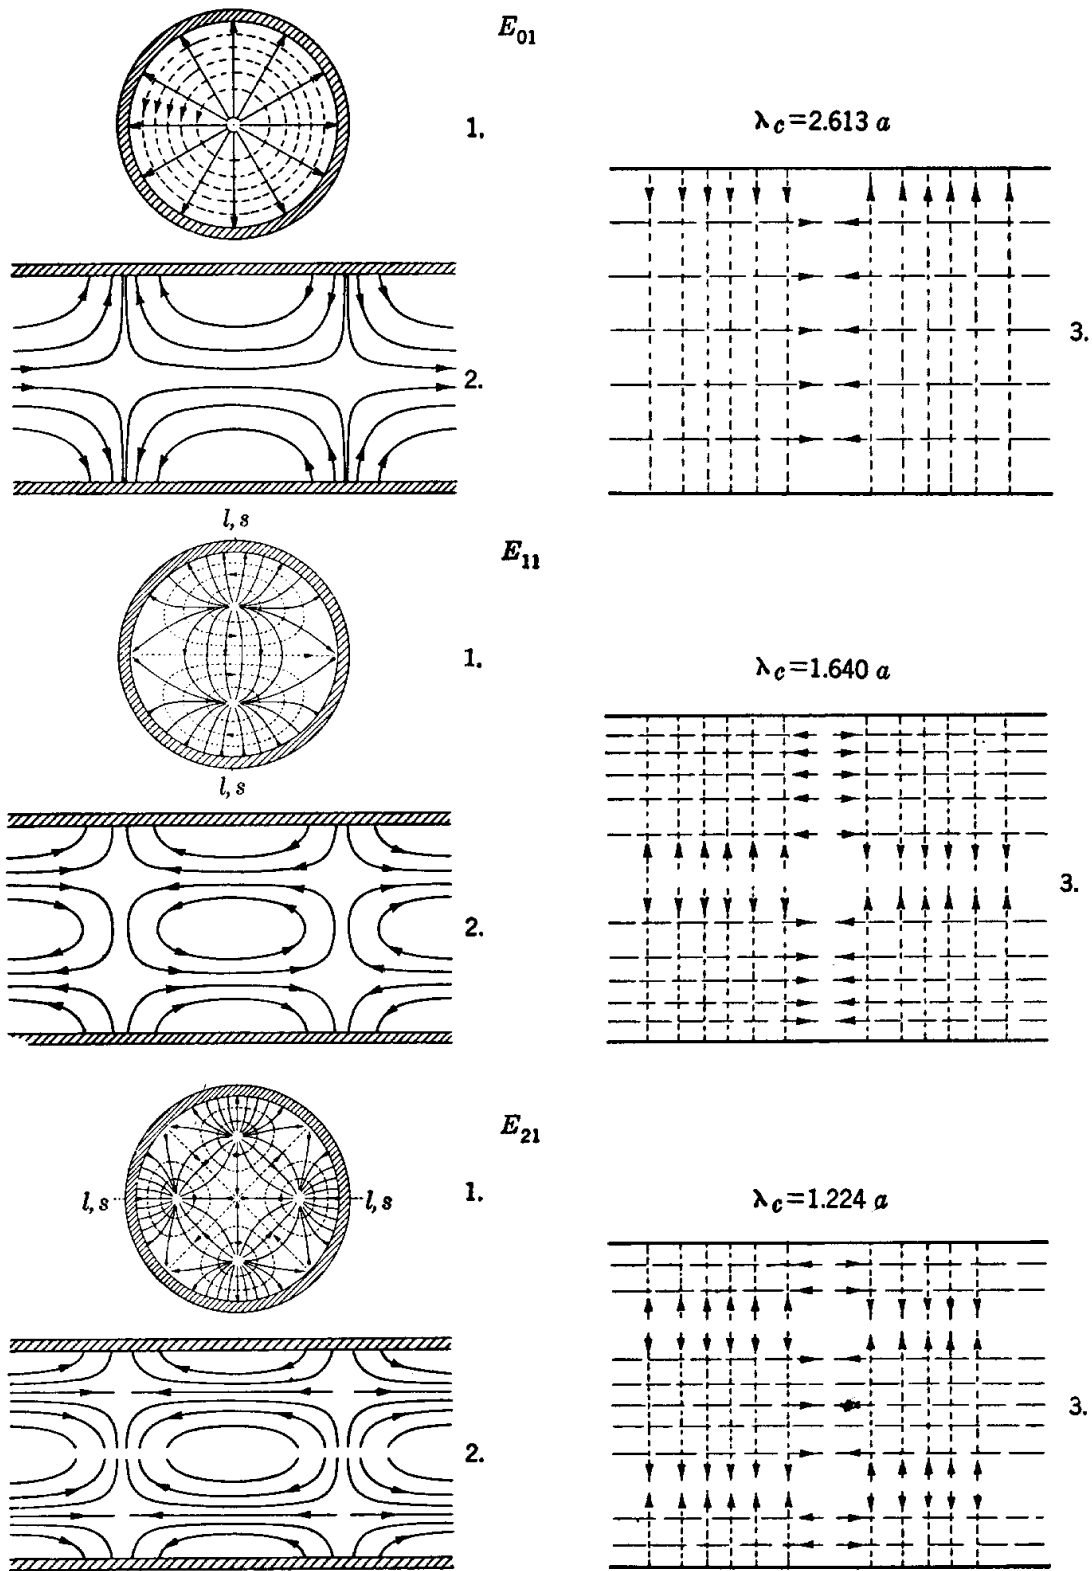 E₀₁
1.
λc=2.613 a
2.
3.
l, s
E₁₁
1.
l, s
λc=1.640 a
2.
3.
E₂₁
l, s
l, s
1.
λc=1.224 a
2.
3.